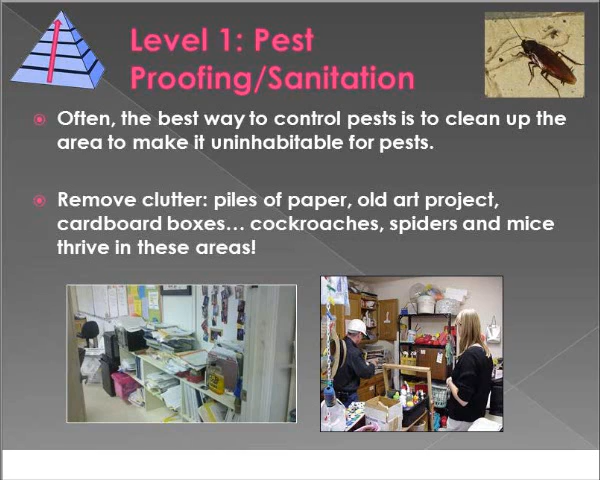 Level 1: Pest
Proofing/Sanitation
Often, the best way to control pests is to clean up the
area to make it uninhabitable for pests.
Remove clutter: piles of paper, old art project,
cardboard boxes... cockroaches, spiders and mice
thrive in these areas!